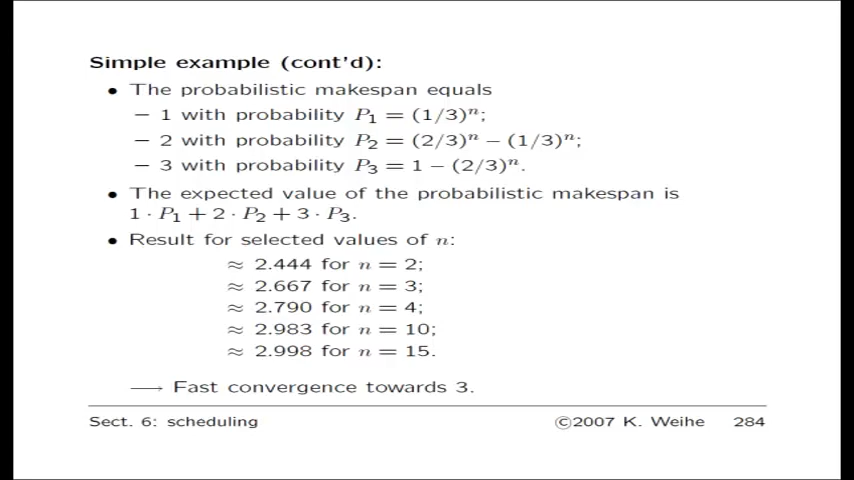 Simple example (cont'd):
• The probabilistic makespan equals
– 1 with probability P₁ = (1/3)ⁿ;
– 2 with probability P₂ = (2/3)ⁿ − (1/3)ⁿ;
– 3 with probability P₃ = 1 − (2/3)ⁿ.
• The expected value of the probabilistic makespan is
1 · P₁ + 2 · P₂ + 3 · P₃.
• Result for selected values of n:
≈ 2.444 for n = 2;
≈ 2.667 for n = 3;
≈ 2.790 for n = 4;
≈ 2.983 for n = 10;
≈ 2.998 for n = 15.
⟶ Fast convergence towards 3.
Sect. 6: scheduling ©2007 K. Weihe 284